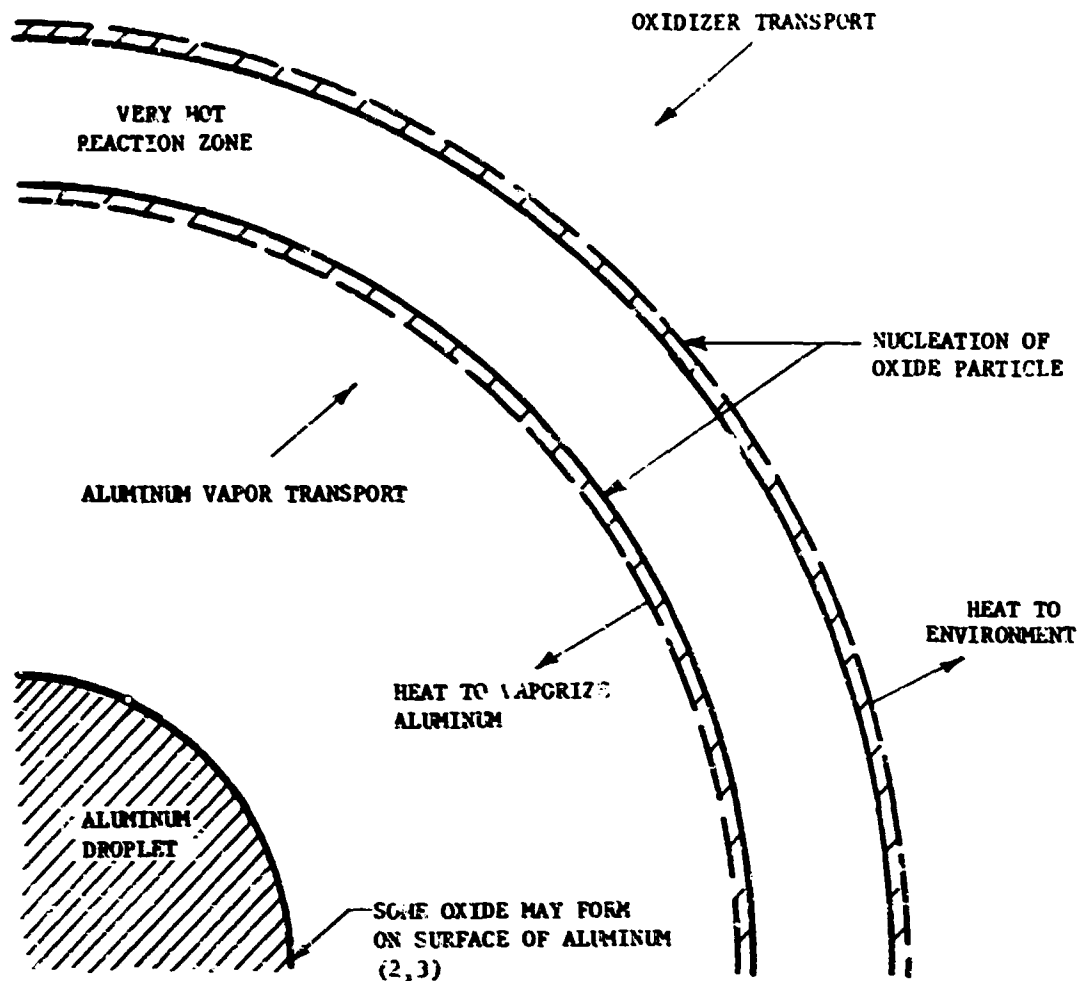 OXIDIZER TRANSPORT
VERY HOT
REACTION ZONE
NUCLEATION OF
OXIDE PARTICLE
ALUMINUM VAPOR TRANSPORT
HEAT TO
ENVIRONMENT
HEAT TO VAPORIZE
ALUMINUM
ALUMINUM
DROPLET
SOME OXIDE MAY FORM
ON SURFACE OF ALUMINUM
(2,3)